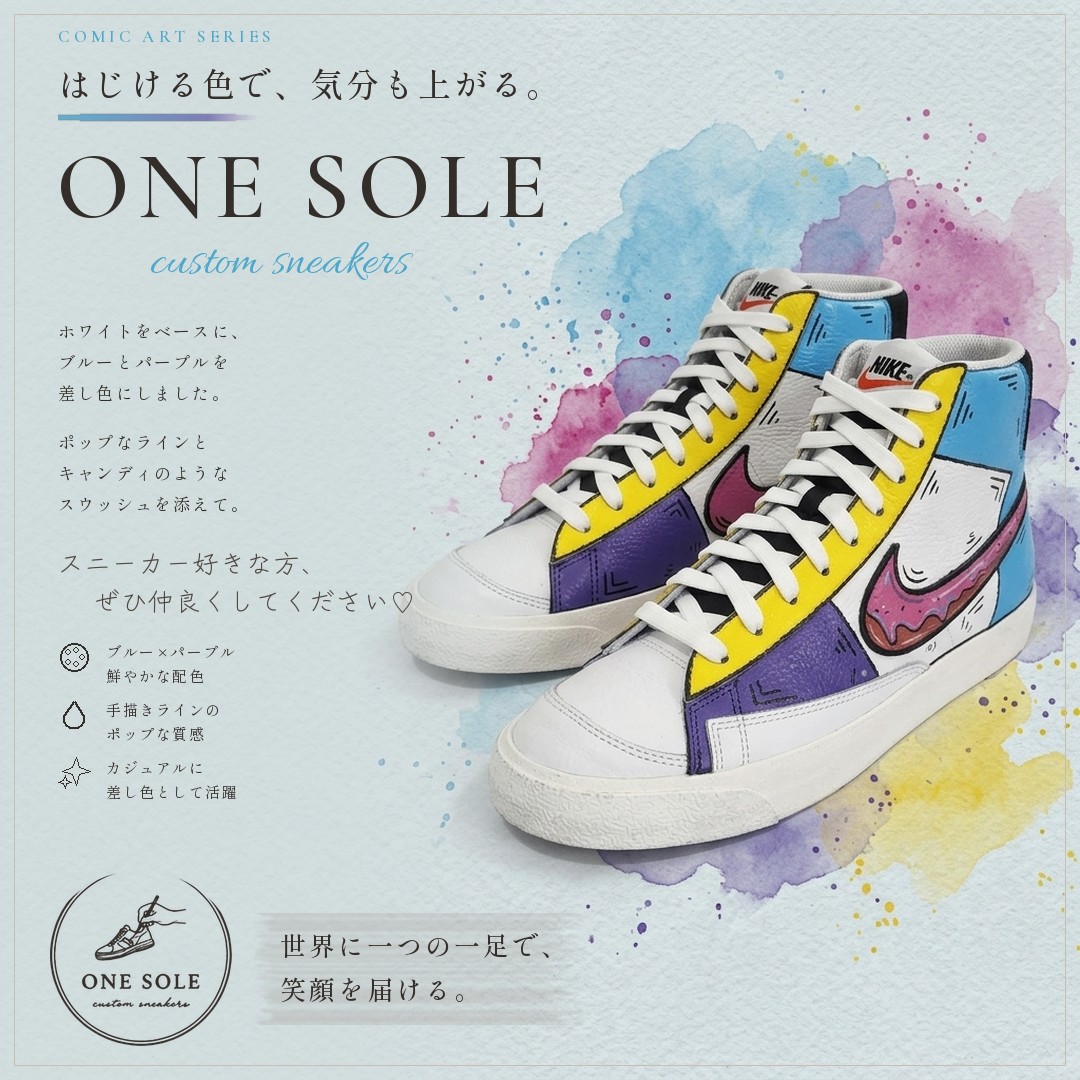 COMIC ART SERIES
はじける色で、気分も上がる。
ONE SOLE
custom sneakers
ホワイトをベースに、
ブルーとパープルを
差し色にしました。
ポップなラインと
キャンディのような
スウッシュを添えて。
スニーカー好きな方、
ぜひ仲良くしてください♡
ブルー×パープル
鮮やかな配色
手描きラインの
ポップな質感
カジュアルに
差し色として活躍
NIKE
NIKE
ONE SOLE
custom sneakers
世界に一つの一足で、
笑顔を届ける。